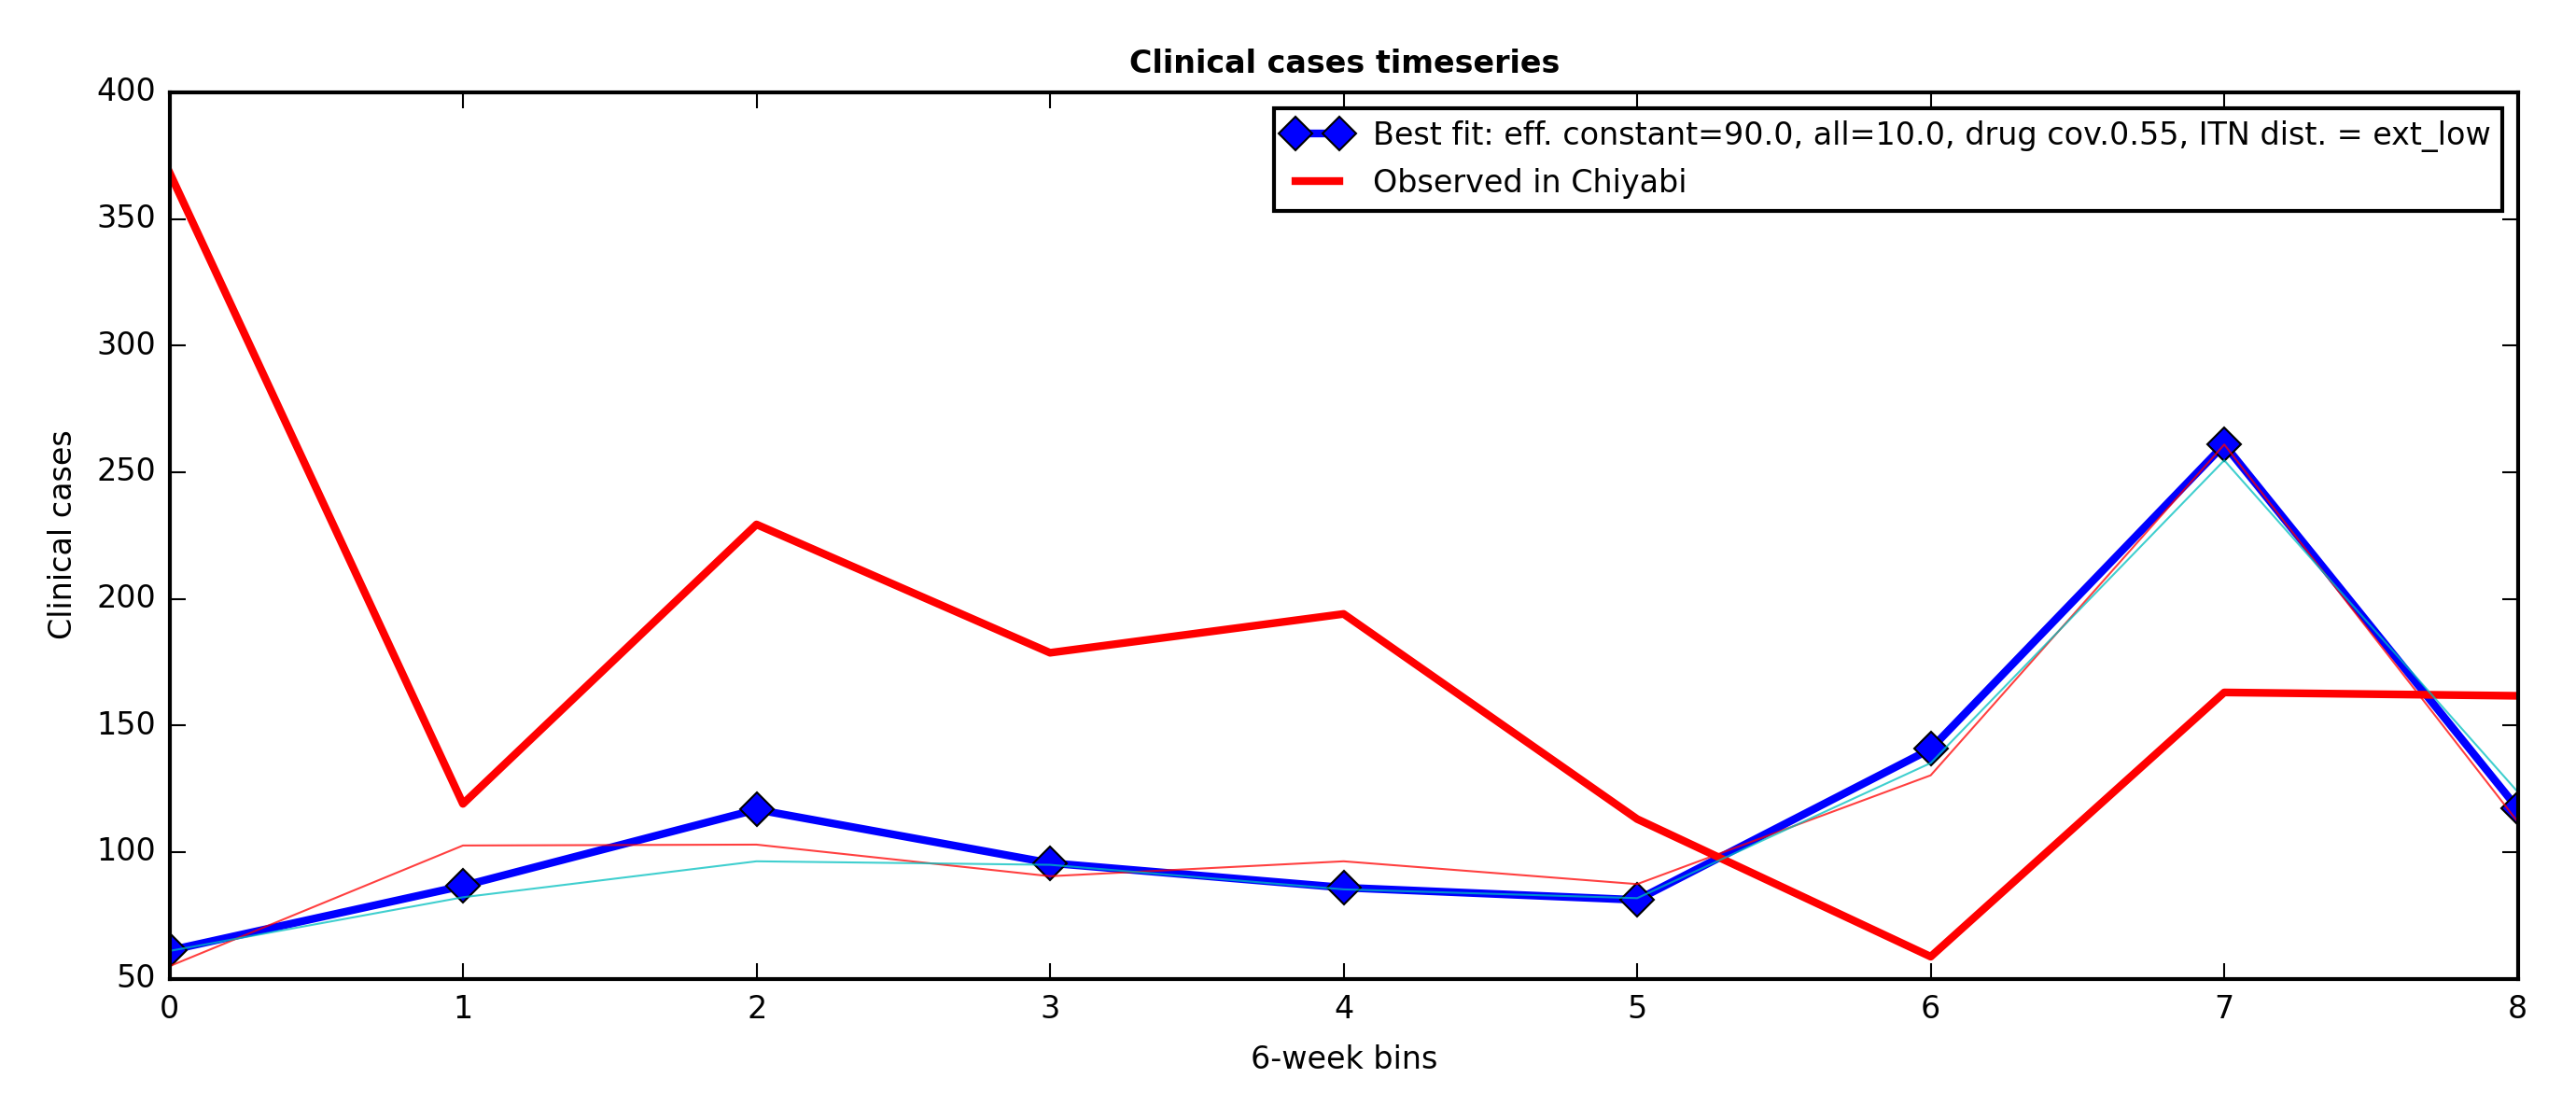 Clinical cases timeseries
400
350
300
250
200
150
100
50
Clinical cases
Best fit: eff. constant=90.0, all=10.0, drug cov.0.55, ITN dist. = ext_low
Observed in Chiyabi
0 1 2 3 4 5 6 7 8
6-week bins